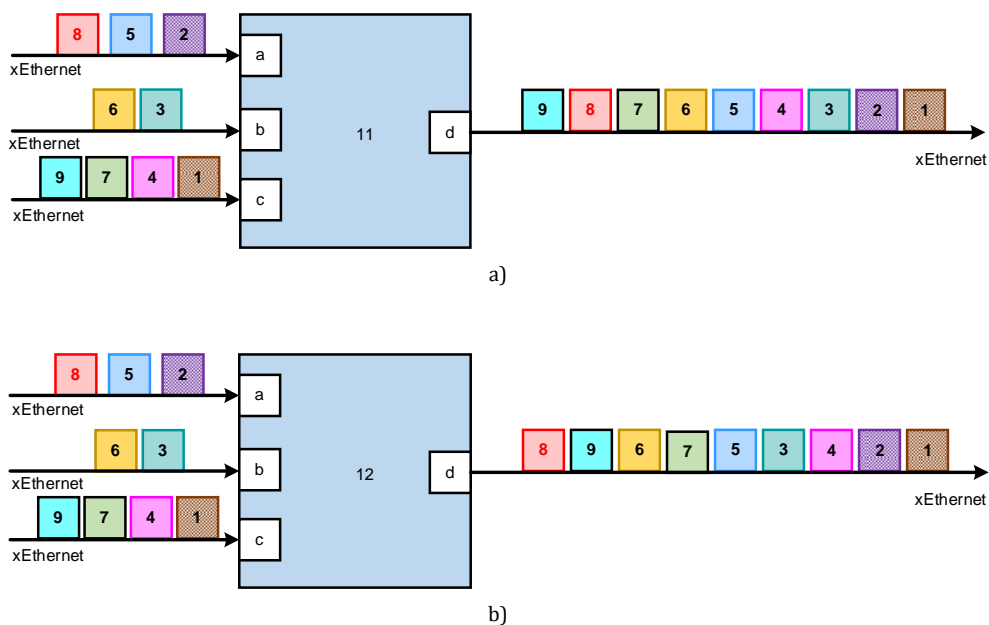 8 5 2
xEthernet
a
6 3
xEthernet
b
11
d
9 8 7 6 5 4 3 2 1
xEthernet
9 7 4 1
xEthernet
c
a)
8 5 2
xEthernet
a
6 3
xEthernet
b
12
d
8 9 6 7 5 3 4 2 1
xEthernet
9 7 4 1
xEthernet
c
b)